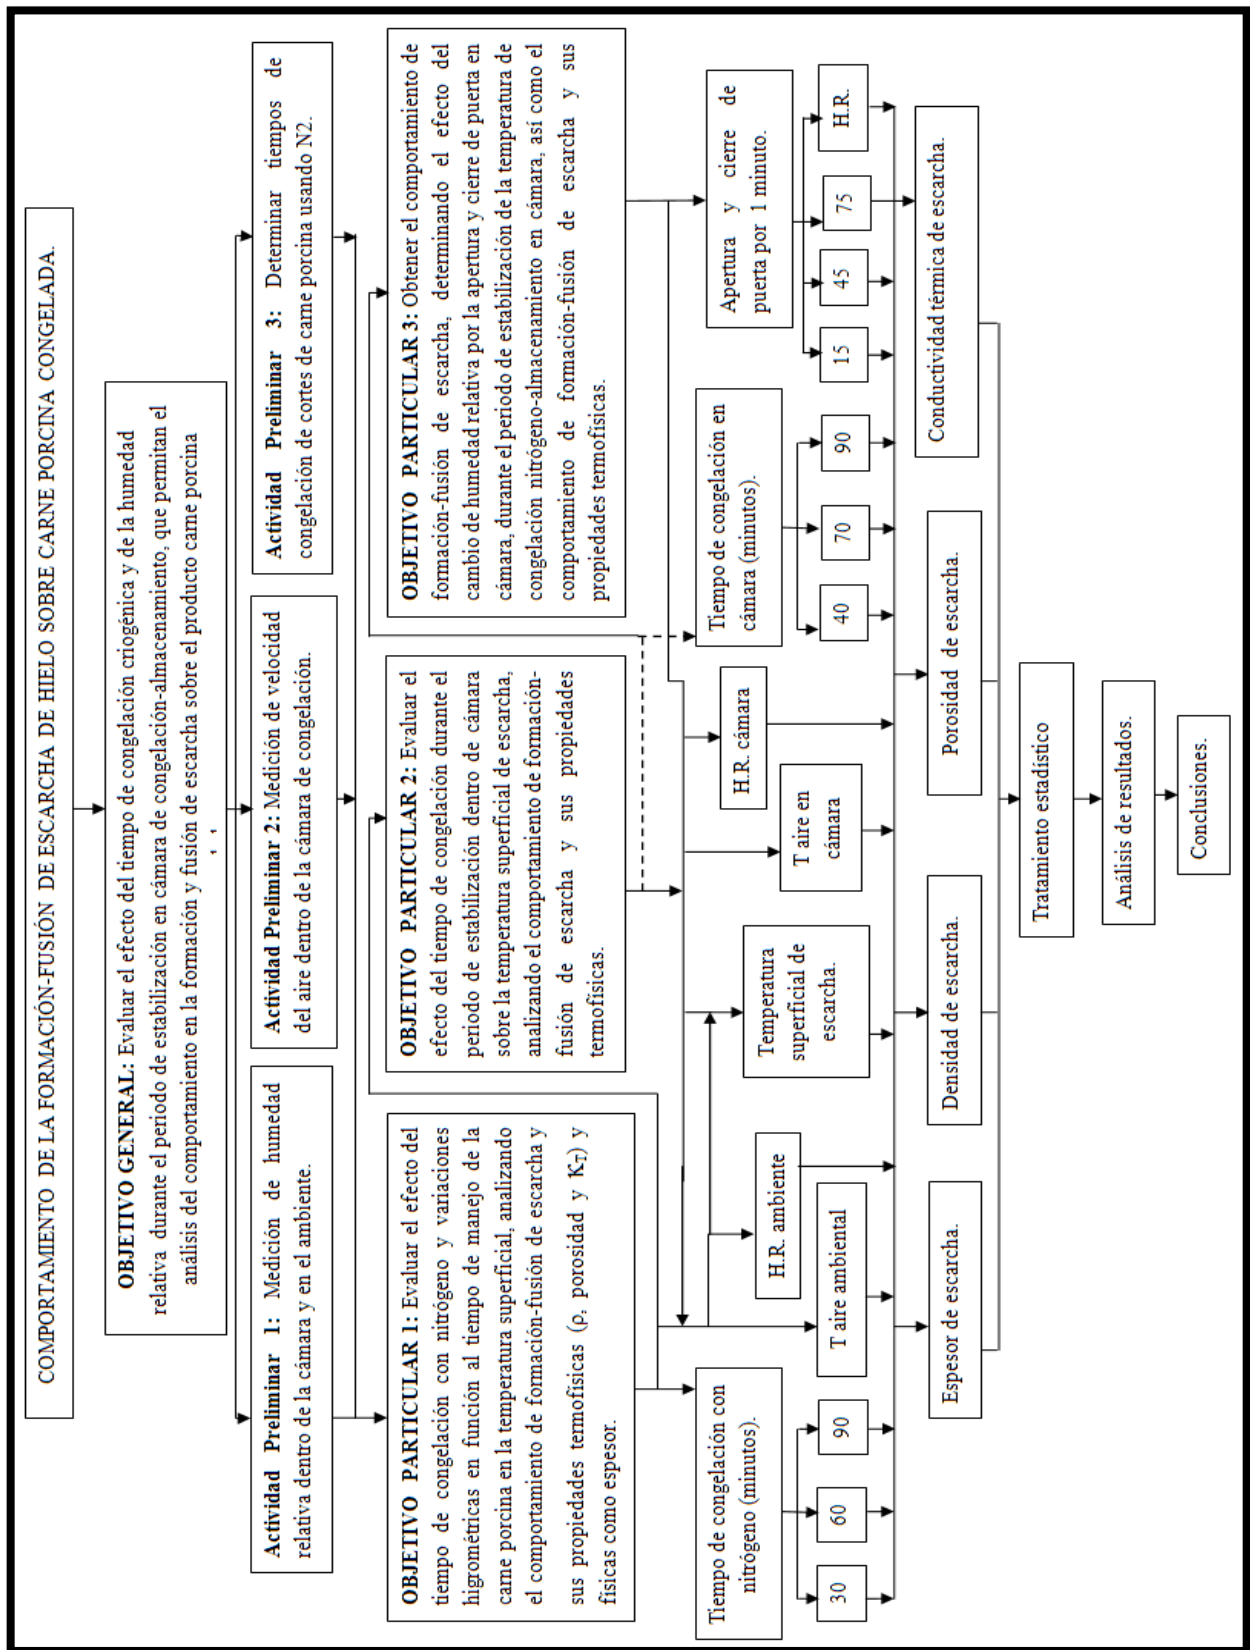 COMPORTAMIENTO DE LA FORMACIÓN-FUSIÓN DE ESCARCHA DE HIELO SOBRE CARNE PORCINA CONGELADA.
OBJETIVO GENERAL: Evaluar el efecto del tiempo de congelación criogénica y de la humedad
relativa durante el periodo de estabilización en cámara de congelación-almacenamiento, que permitan el
análisis del comportamiento en la formación y fusión de escarcha sobre el producto carne porcina
Actividad Preliminar 1: Medición de humedad
relativa dentro de la cámara y en el ambiente.
Actividad Preliminar 2: Medición de velocidad
del aire dentro de la cámara de congelación.
Actividad Preliminar 3: Determinar tiempos de
congelación de cortes de carne porcina usando N2.
OBJETIVO PARTICULAR 1: Evaluar el efecto del
tiempo de congelación con nitrógeno y variaciones
higrométricas en función al tiempo de manejo de la
carne porcina en la temperatura superficial, analizando
el comportamiento de formación-fusión de escarcha y
sus propiedades termofísicas (ρ, porosidad y KT) y
físicas como espesor.
OBJETIVO PARTICULAR 2: Evaluar el
efecto del tiempo de congelación durante el
periodo de estabilización dentro de cámara
sobre la temperatura superficial de escarcha,
analizando el comportamiento de formación-
fusión de escarcha y sus propiedades
termofísicas.
OBJETIVO PARTICULAR 3: Obtener el comportamiento de
formación-fusión de escarcha, determinando el efecto del
cambio de humedad relativa por la apertura y cierre de puerta en
cámara, durante el periodo de estabilización de la temperatura de
congelación nitrógeno-almacenamiento en cámara, así como el
comportamiento de formación-fusión de escarcha y sus
propiedades termofísicas.
Tiempo de congelación con
nitrógeno (minutos).
30
60
90
T aire ambiental
H.R. ambiente
Temperatura
superficial de
escarcha.
T aire en
cámara
H.R. cámara
Tiempo de congelación en
cámara (minutos).
40
70
90
Apertura y cierre de
puerta por 1 minuto.
15
45
75
H.R.
Espesor de escarcha.
Densidad de escarcha.
Porosidad de escarcha.
Conductividad térmica de escarcha.
Tratamiento estadístico
Análisis de resultados.
Conclusiones.